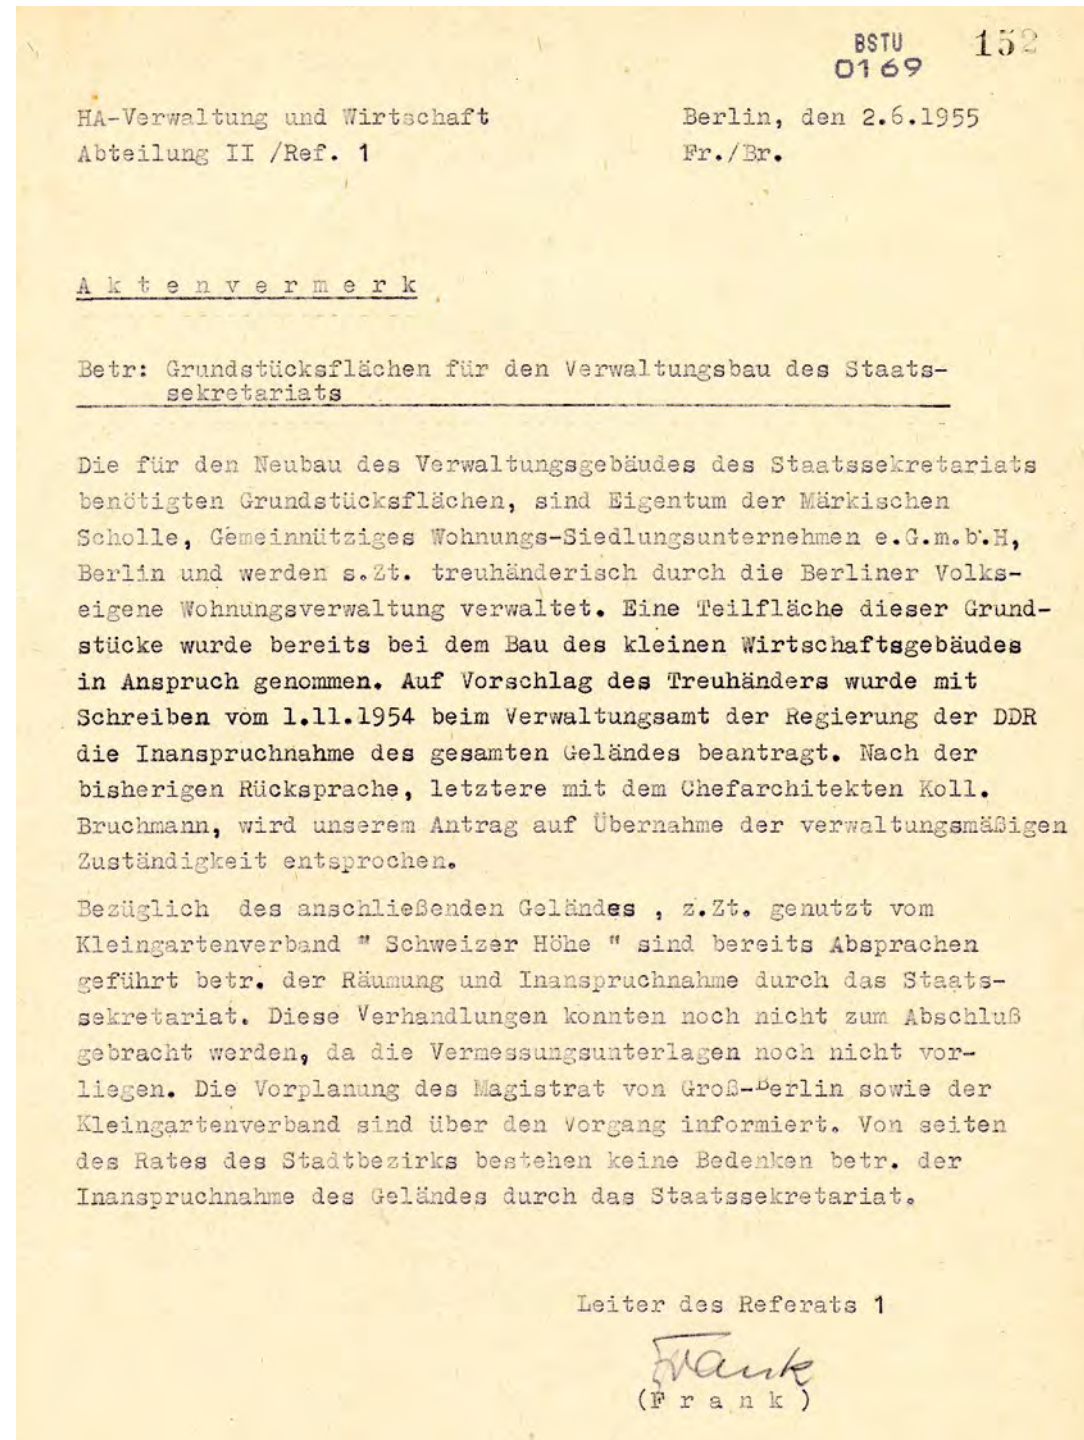 BSTU 152
0169
HA-Verwaltung und Wirtschaft Berlin, den 2.6.1955
Abteilung II /Ref. 1 Fr./Br.
A k t e n v e r m e r k
Betr: Grundstücksflächen für den Verwaltungsbau des Staats-
sekretariats
Die für den Neubau des Verwaltungsgebäudes des Staatssekretariats
benötigten Grundstücksflächen, sind Eigentum der Märkischen
Scholle, Gemeinnütziges Wohnungs-Siedlungsunternehmen e.G.m.b.H,
Berlin und werden s.Zt. treuhänderisch durch die Berliner Volks-
eigene Wohnungsverwaltung verwaltet. Eine Teilfläche dieser Grund-
stücke wurde bereits bei dem Bau des kleinen Wirtschaftsgebäudes
in Anspruch genommen. Auf Vorschlag des Treuhänders wurde mit
Schreiben vom 1.11.1954 beim Verwaltungsamt der Regierung der DDR
die Inanspruchnahme des gesamten Geländes beantragt. Nach der
bisherigen Rücksprache, letztere mit dem Chefarchitekten Koll.
Bruchmann, wird unserem Antrag auf Übernahme der verwaltungsmäßigen
Zuständigkeit entsprochen.
Bezüglich des anschließenden Geländes , z.Zt. genutzt vom
Kleingartenverband " Schweizer Höhe " sind bereits Absprachen
geführt betr. der Räumung und Inanspruchnahme durch das Staats-
sekretariat. Diese Verhandlungen konnten noch nicht zum Abschluß
gebracht werden, da die Vermessungsunterlagen noch nicht vor-
liegen. Die Vorplanung des Magistrat von Groß-Berlin sowie der
Kleingartenverband sind über den Vorgang informiert. Von seiten
des Rates des Stadtbezirks bestehen keine Bedenken betr. der
Inanspruchnahme des Geländes durch das Staatssekretariat.
Leiter des Referats 1
Frank
(F r a n k )